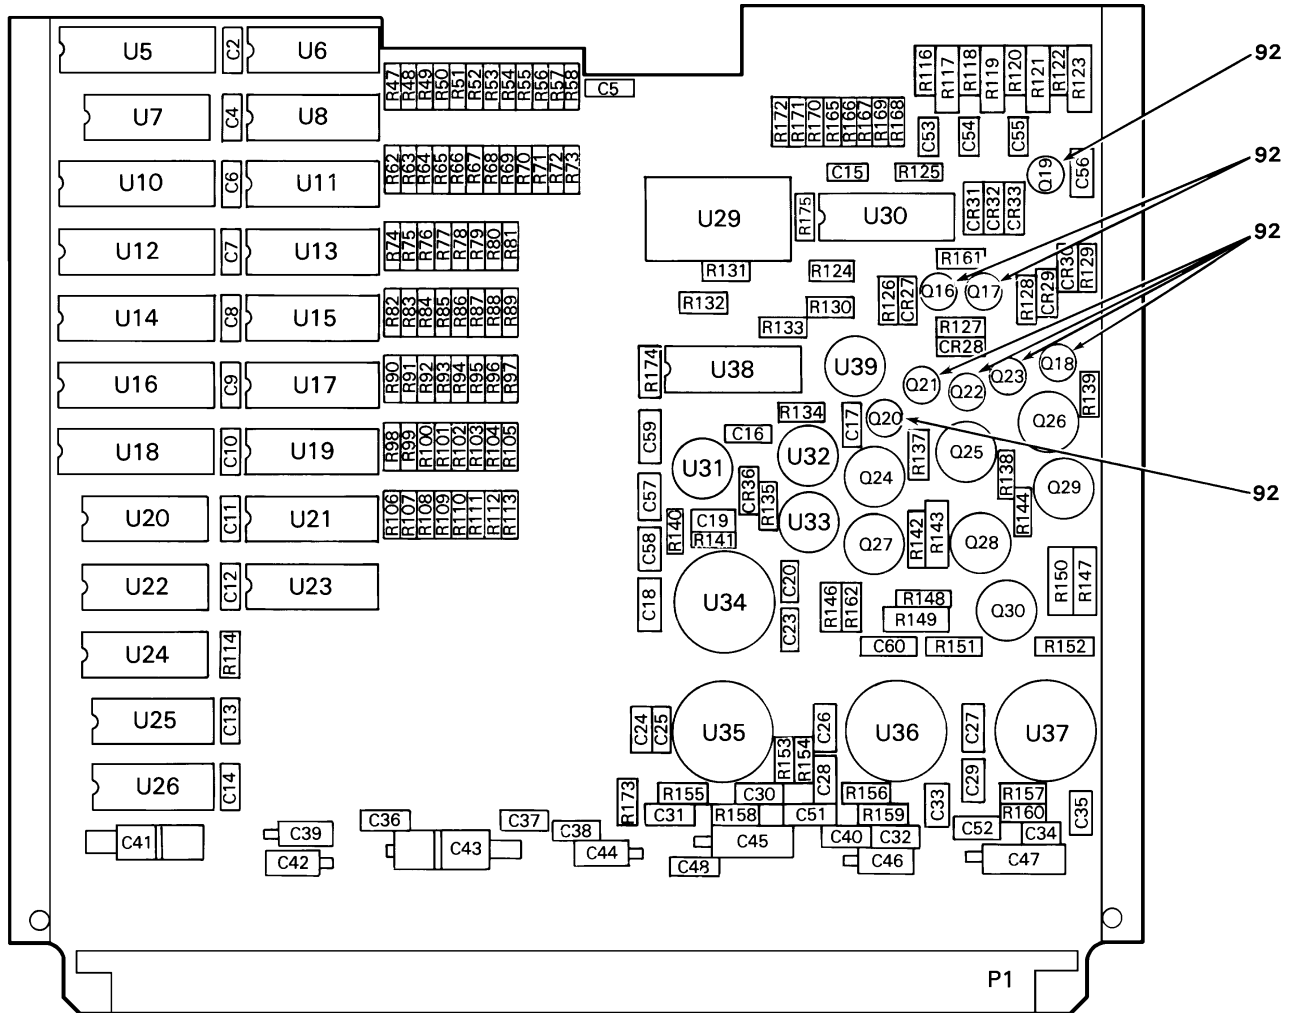 U5 C2 U6
R47 R48 R49 R50 R51 R52 R53 R54 R55 R56 R57 R58
C5
R116 R117 R118 R119 R120 R121 R122 R123
92
U7 C4 U8
R172 R171 R170 R165 R166 R167 R169 R168
C53 C54 C55
92
U10 C6 U11
R62 R63 R64 R65 R66 R67 R68 R69 R70 R71 R72 R73
C15 R125
Q19 C56
U29 R175 U30
CR31 CR32 CR33
92
U12 C7 U13
R74 R75 R76 R77 R78 R79 R80 R81
R131 R124 R161
CR30 R129
R126 CR27 Q16 Q17 R128 CR29
R132 R130
U14 C8 U15
R82 R83 R84 R85 R86 R87 R88 R89
R133 R127
CR28
R174 U38 U39
Q21 Q22 Q23 Q18 R139
U16 C9 U17
R90 R91 R92 R93 R94 R95 R96 R97
R134 C17 Q20 Q26
C59 C16
U18 C10 U19
R98 R99 R100 R101 R102 R103 R104 R105
U31 U32 Q24 R137 Q25 R138 Q29
CR36 R135
92
C57 C19 U33 R144
U20 C11 U21
R106 R107 R108 R109 R110 R111 R112 R113
R140 R141 Q27 R142 R143 Q28
C58
U22 C12 U23
C18 U34 C20 R146 R162 R148 R149 Q30 R150 R147
C23 C60 R151 R152
U24 R114
U25 C13
C24 C25 U35 R153 R154 C26 U36 C27 U37
U26 C14
R173 R155 C30 C28 R156 C33 C29 R157
C31 R158 C51 R159 R160 C35
C41 C39 C36 C37 C38 C40 C32 C52 C34
C42 C43 C44 C45 C46 C47
C48
P1